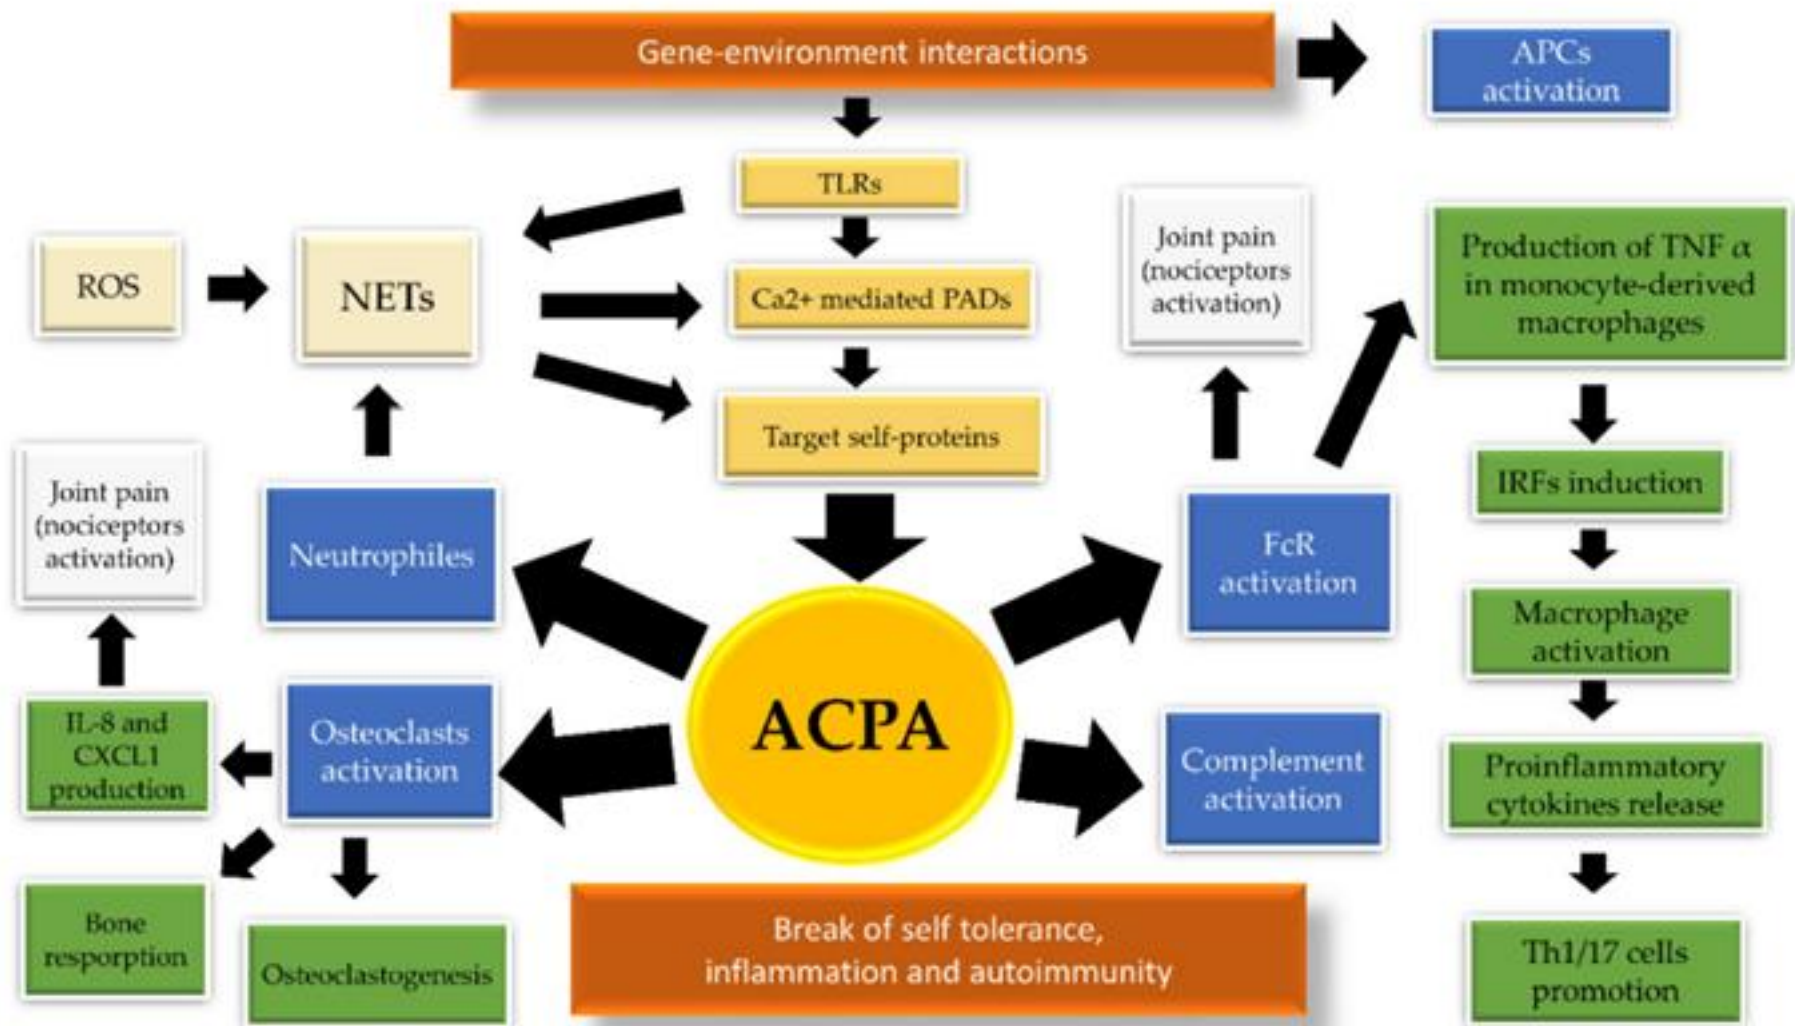 Gene-environment interactions
APCs
activation
TLRs
ROS
NETs
Ca2+ mediated PADs
Target self-proteins
Joint pain
(nociceptors
activation)
Production of TNF α
in monocyte-derived
macrophages
Joint pain
(nociceptors
activation)
Neutrophiles
FcR
activation
IRFs induction
Macrophage
activation
IL-8 and
CXCL1
production
Osteoclasts
activation
ACPA
Complement
activation
Proinflammatory
cytokines release
Bone
resporption
Osteoclastogenesis
Break of self tolerance,
inflammation and autoimmunity
Th1/17 cells
promotion